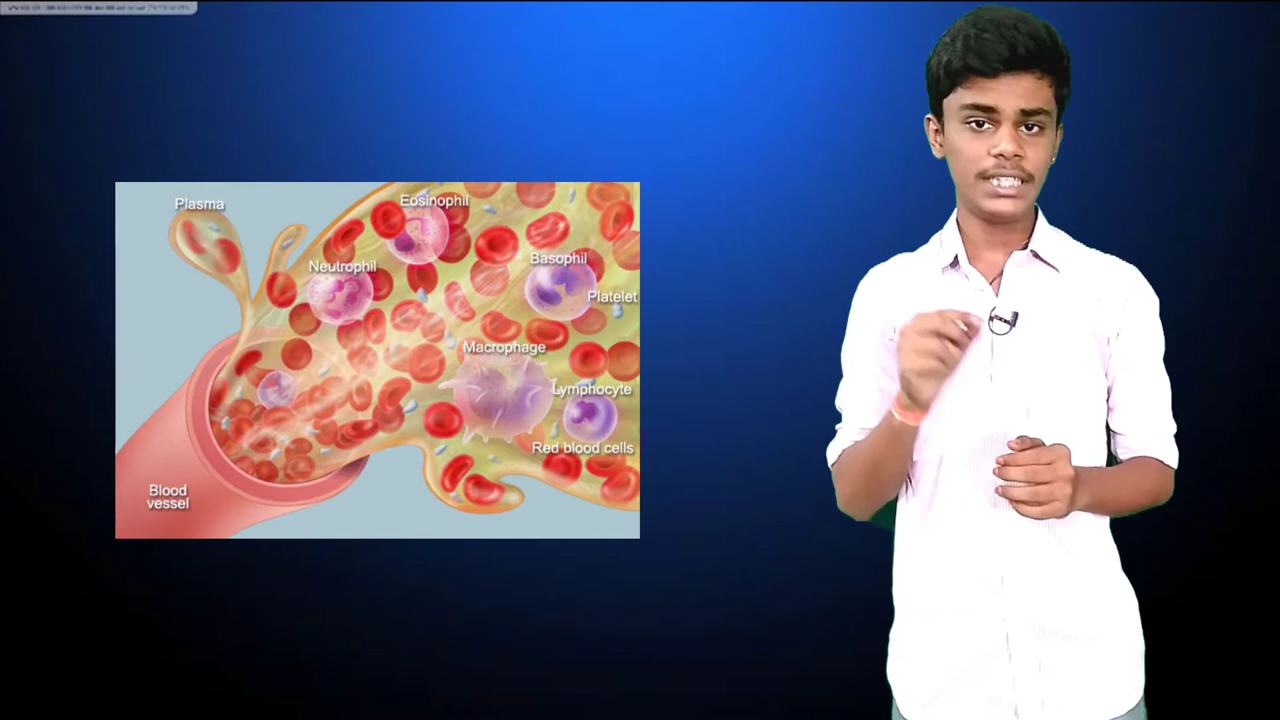 Plasma
Eosinophil
Neutrophil
Basophil
Platelet
Macrophage
Lymphocyte
Red blood cells
Blood
vessel